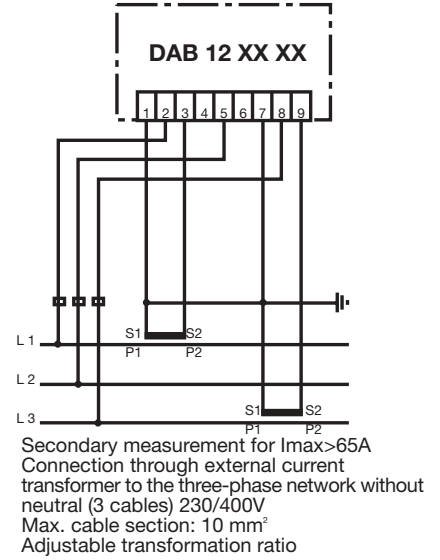 DAB 12 XX XX
1 2 3 4 5 6 7 8 9
L 1 S1 S2
P1 P2
L 2
L 3 S1 S2
P1 P2
Secondary measurement for Imax>65A
Connection through external current
transformer to the three-phase network without
neutral (3 cables) 230/400V
Max. cable section: 10 mm²
Adjustable transformation ratio